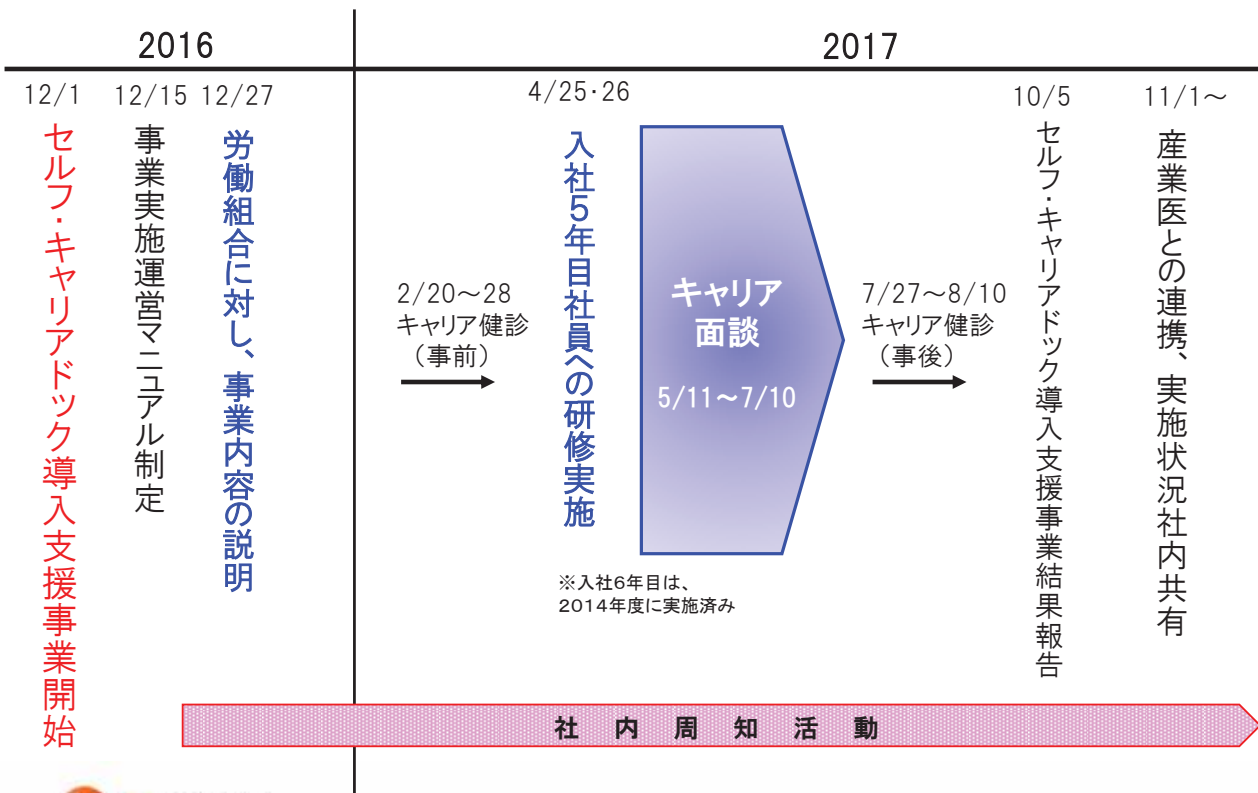 2016
2017
12/1
セルフ・キャリアドック導入支援事業開始
12/15
事業実施運営マニュアル制定
12/27
労働組合に対し、事業内容の説明
2/20～28
キャリア健診
（事前）
4/25・26
入社5年目社員への研修実施
※入社6年目は、
2014年度に実施済み
キャリア
面談
5/11～7/10
7/27～8/10
キャリア健診
（事後）
10/5
セルフ・キャリアドック導入支援事業結果報告
11/1～
産業医との連携、実施状況社内共有
社内周知活動